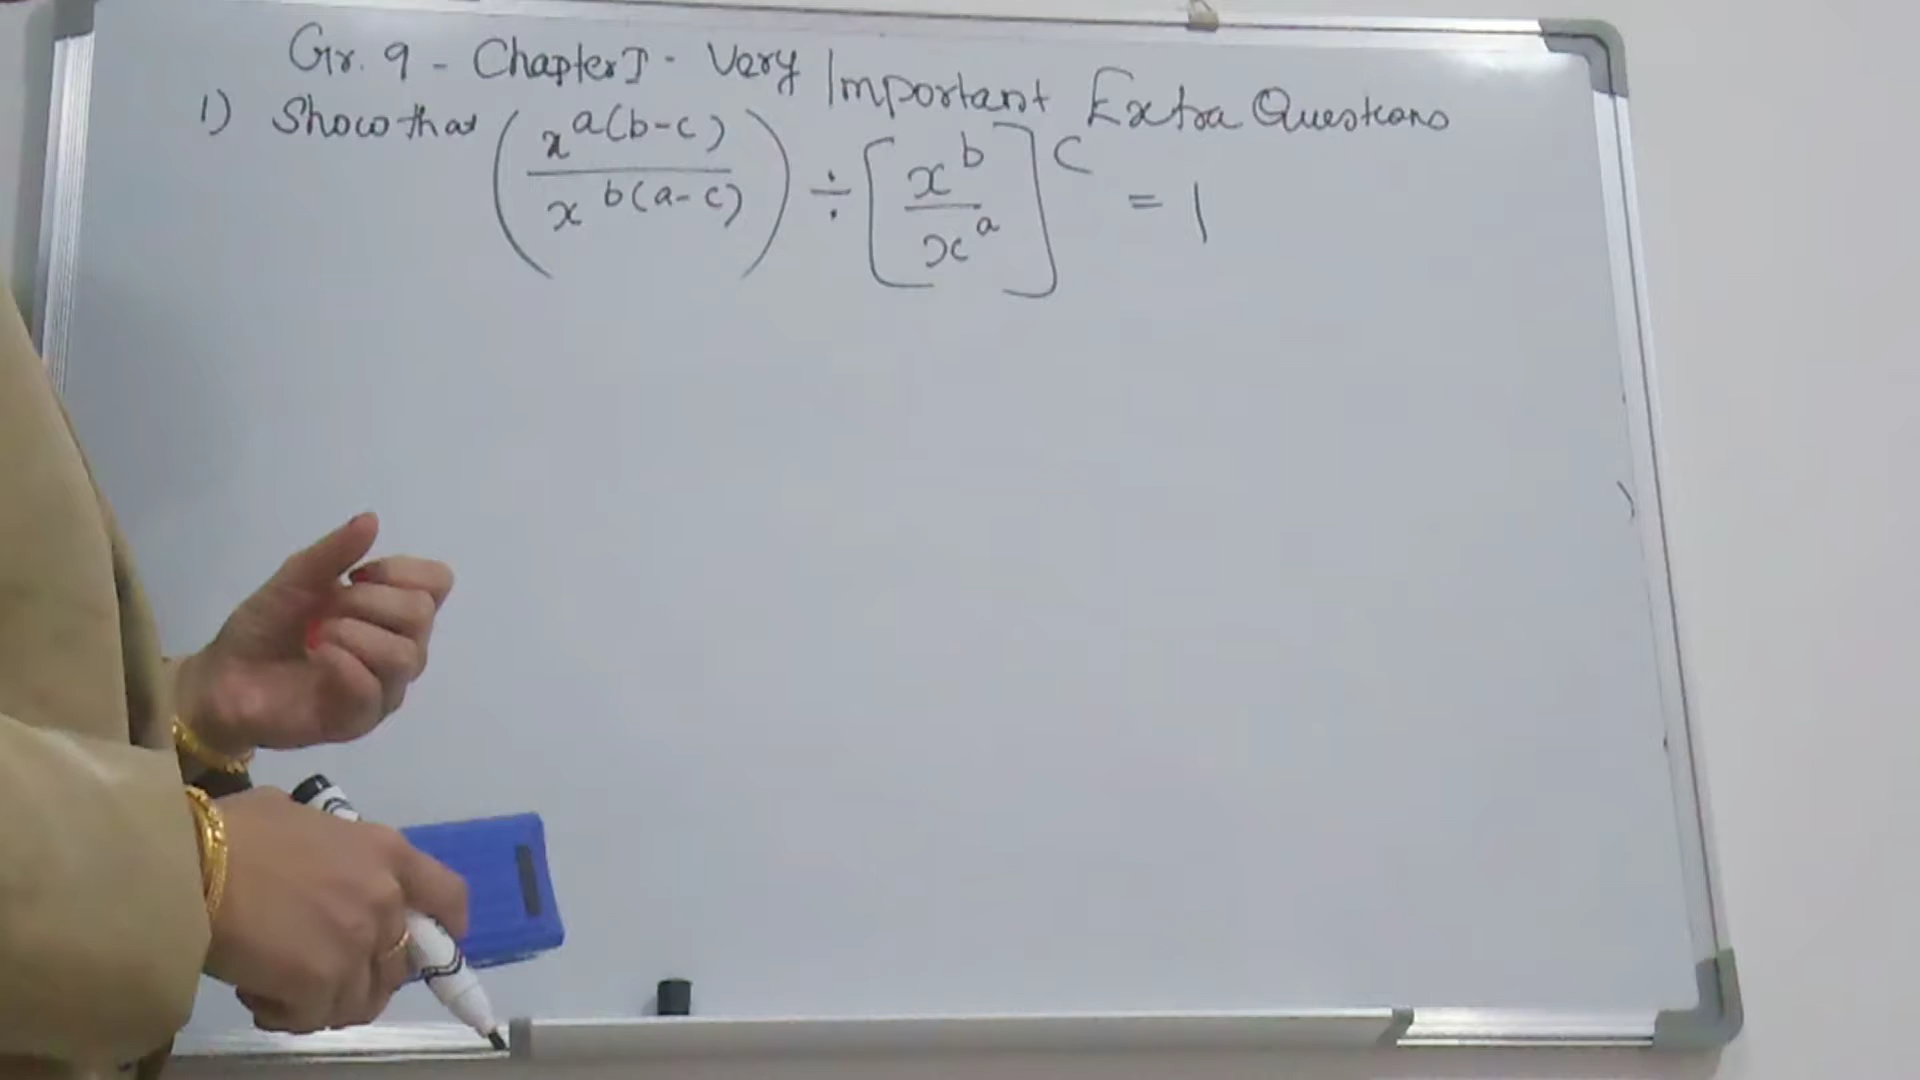 Gr. 9 - Chapter I - Very Important Extra Questions
1) Show that (x^a(b-c) / x^b(a-c)) ÷ [x^b / x^a]^c = 1